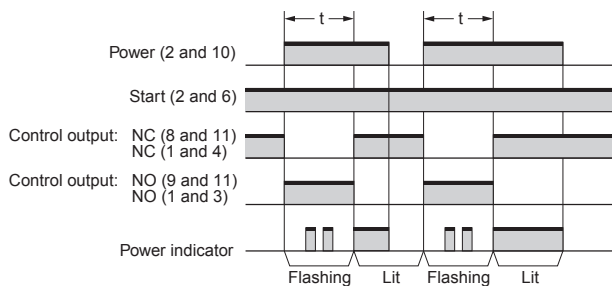 t t
Power (2 and 10)
Start (2 and 6)
Control output: NC (8 and 11)
NC (1 and 4)
Control output: NO (9 and 11)
NO (1 and 3)
Power indicator
Flashing Lit Flashing Lit